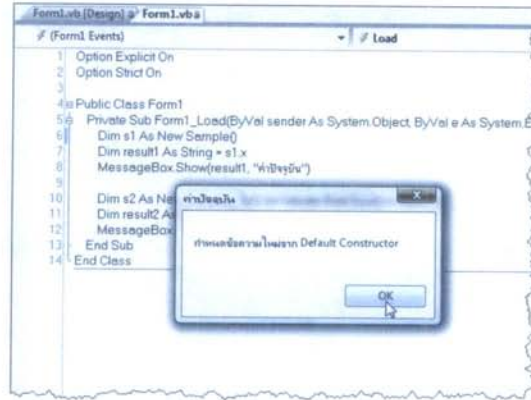 Form1.vb [Design] Form1.vb
(Form1 Events) Load
1 Option Explicit On
2 Option Strict On
3
4 Public Class Form1
5 Private Sub Form1_Load(ByVal sender As System.Object, ByVal e As System.E
6 Dim s1 As New Sample()
7 Dim result1 As String = s1.x
8 MessageBox.Show(result1, "ค่าปัจจุบัน")
9
10 Dim s2 As Ne
11 Dim result2 As
12 MessageBox
13 End Sub
14 End Class
ค่าปัจจุบัน
กำหนดข้อความใหม่จาก Default Constructor
OK